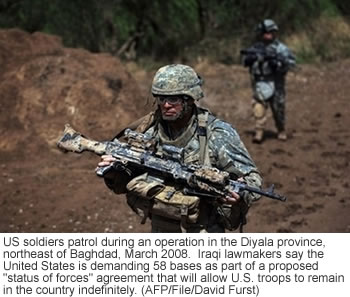 US soldiers patrol during an operation in the Diyala province,
northeast of Baghdad, March 2008.  Iraqi lawmakers say the
United States is demanding 58 bases as part of a proposed
"status of forces" agreement that will allow U.S. troops to remain
in the country indefinitely. (AFP/File/David Furst)